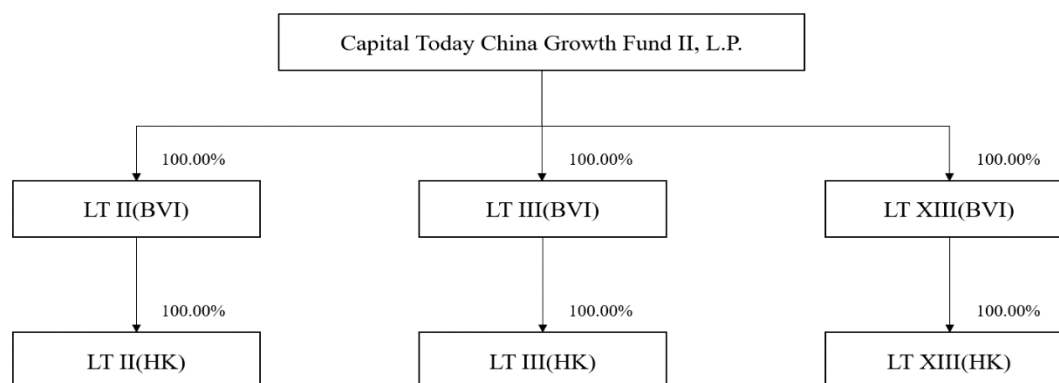 Capital Today China Growth Fund II, L.P.
100.00% 100.00% 100.00%
LT II(BVI) LT III(BVI) LT XIII(BVI)
100.00% 100.00% 100.00%
LT II(HK) LT III(HK) LT XIII(HK)